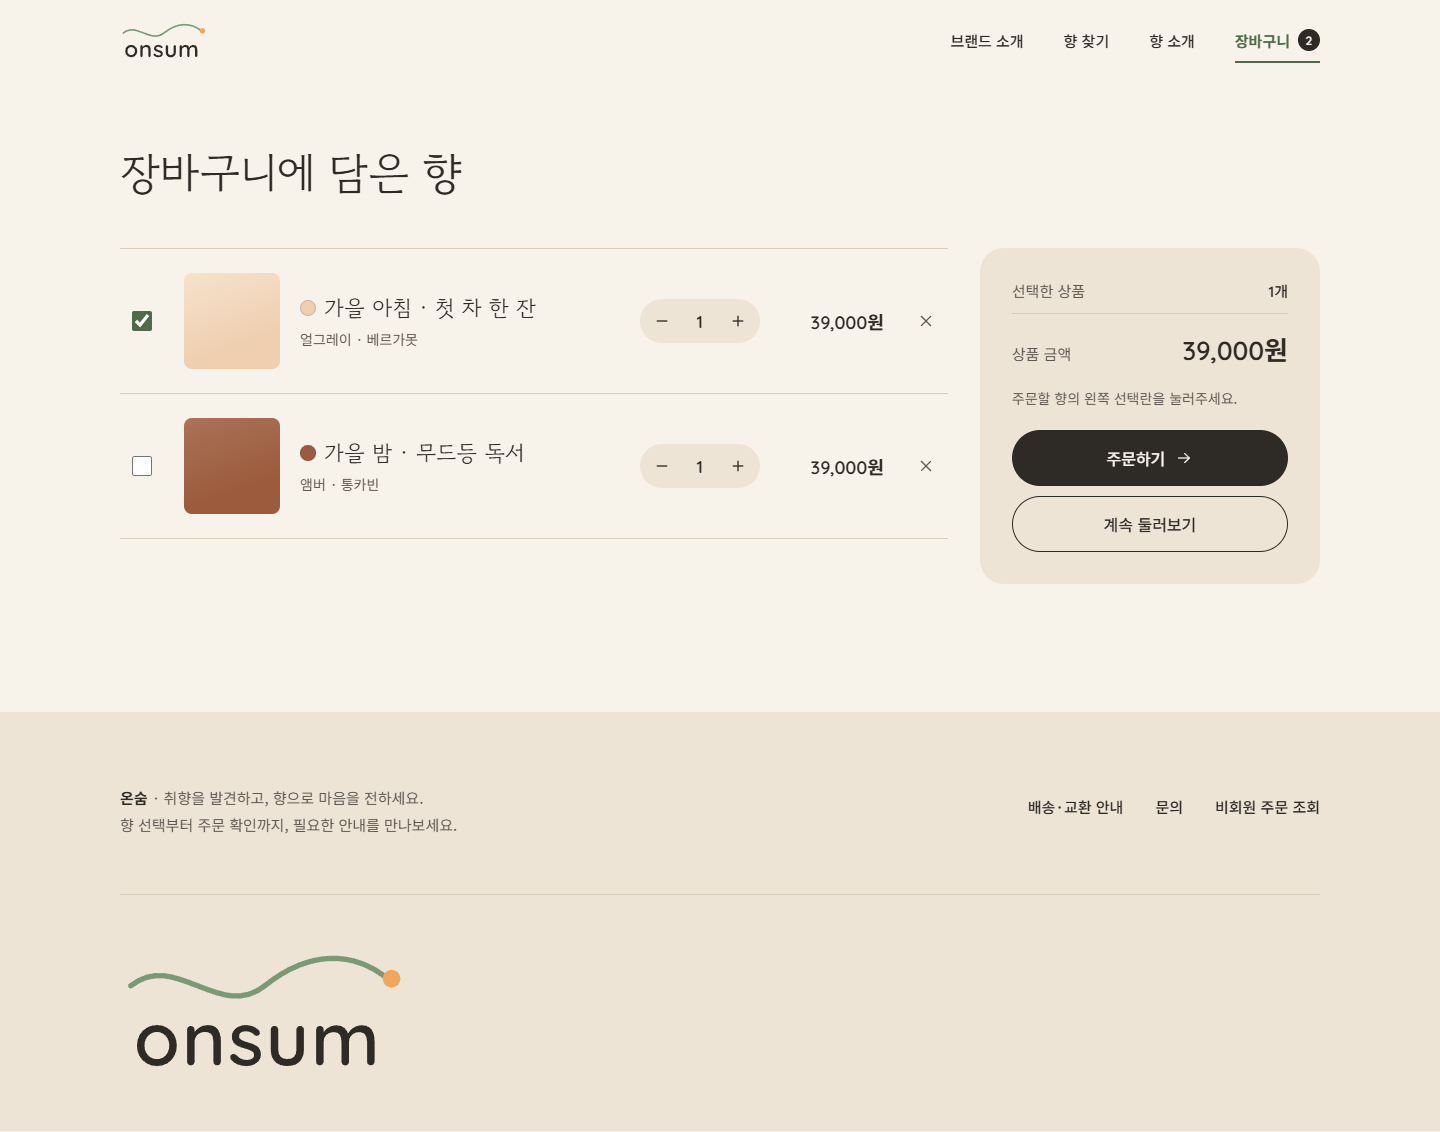 onsum
브랜드 소개
향 찾기
향 소개
장바구니 2
장바구니에 담은 향
가을 아침 · 첫 차 한 잔
얼그레이 · 베르가못
− 1 +
39,000원
×
가을 밤 · 무드등 독서
앰버 · 통카빈
− 1 +
39,000원
×
선택한 상품 1개
상품 금액 39,000원
주문할 향의 왼쪽 선택란을 눌러주세요.
주문하기 →
계속 둘러보기
온숨 · 취향을 발견하고, 향으로 마음을 전하세요.
향 선택부터 주문 확인까지, 필요한 안내를 만나보세요.
배송·교환 안내
문의
비회원 주문 조회
onsum